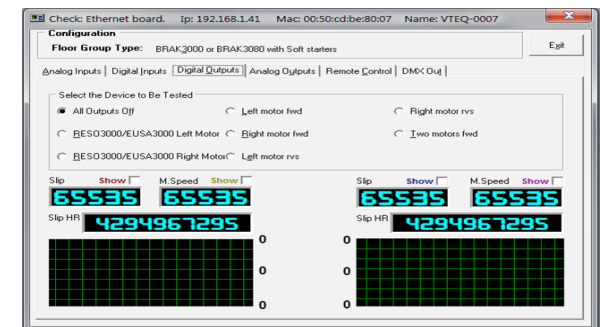 Check: Ethernet board. Ip: 192.168.1.41 Mac: 00:50:cd:be:80:07 Name: VTEQ-0007
Configuration
Floor Group Type: BRAK3000 or BRAK3080 with Soft starters
Exit
Analog Inputs Digital Inputs Digital Outputs Analog Outputs Remote Control DMX Out
Select the Device to Be Tested
All Outputs Off Left motor fwd Right motor rvs
RESO3000/EUSA3000 Left Motor Right motor fwd Two motors fwd
RESO3000/EUSA3000 Right Motor Left motor rvs
Slip Show M.Speed Show Slip Show M.Speed Show
65535 65535 65535 65535
Slip HR 4294967295 Slip HR 4294967295
0 0
0 0
0 0